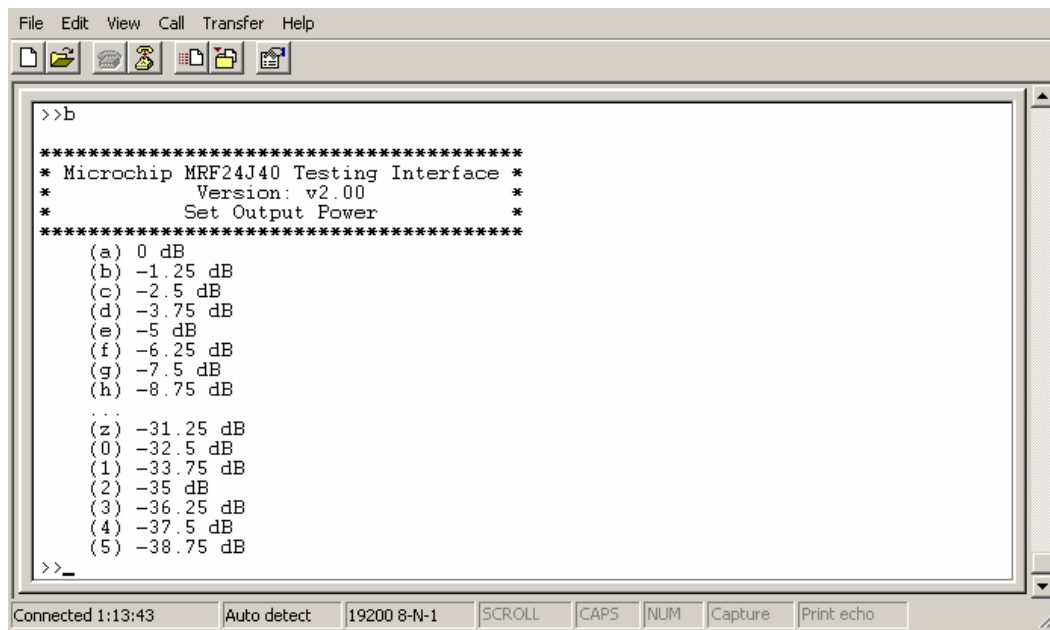 File Edit View Call Transfer Help
>>b
****************************************
* Microchip MRF24J40 Testing Interface *
* Version: v2.00 *
* Set Output Power *
****************************************
(a) 0 dB
(b) -1.25 dB
(c) -2.5 dB
(d) -3.75 dB
(e) -5 dB
(f) -6.25 dB
(g) -7.5 dB
(h) -8.75 dB
...
(z) -31.25 dB
(0) -32.5 dB
(1) -33.75 dB
(2) -35 dB
(3) -36.25 dB
(4) -37.5 dB
(5) -38.75 dB
>>_
Connected 1:13:43 Auto detect 19200 8-N-1 SCROLL CAPS NUM Capture Print echo